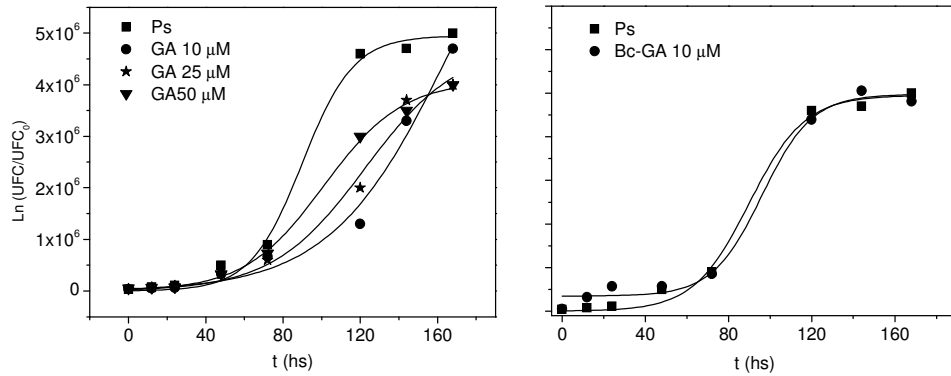 Ps
GA 10 μM
GA 25 μM
GA50 μM
Ln (UFC/UFC₀)
5x10⁶
4x10⁶
3x10⁶
2x10⁶
1x10⁶
0
0 40 80 120 160
t (hs)
Ps
Bc-GA 10 μM
0 40 80 120 160
t (hs)